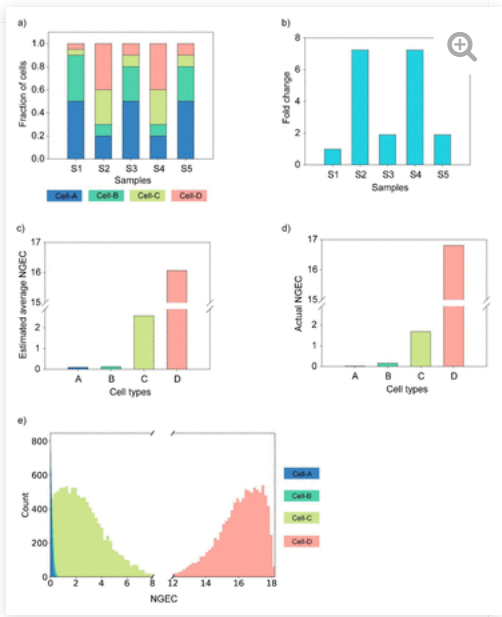 a)
Fraction of cells
1.0
0.8
0.6
0.4
0.2
0.0
S1 S2 S3 S4 S5
Samples
Cell-A Cell-B Cell-C Cell-D
b)
Fold change
8
6
4
2
0
S1 S2 S3 S4 S5
Samples
c)
Estimated average NGEC
17
16
15
2
1
0
A B C D
Cell types
d)
Actual NGEC
17
16
15
2
1
0
A B C D
Cell types
e)
Count
800
600
400
200
0
0 2 4 6 8 12 14 16 18
NGEC
Cell-A
Cell-B
Cell-C
Cell-D